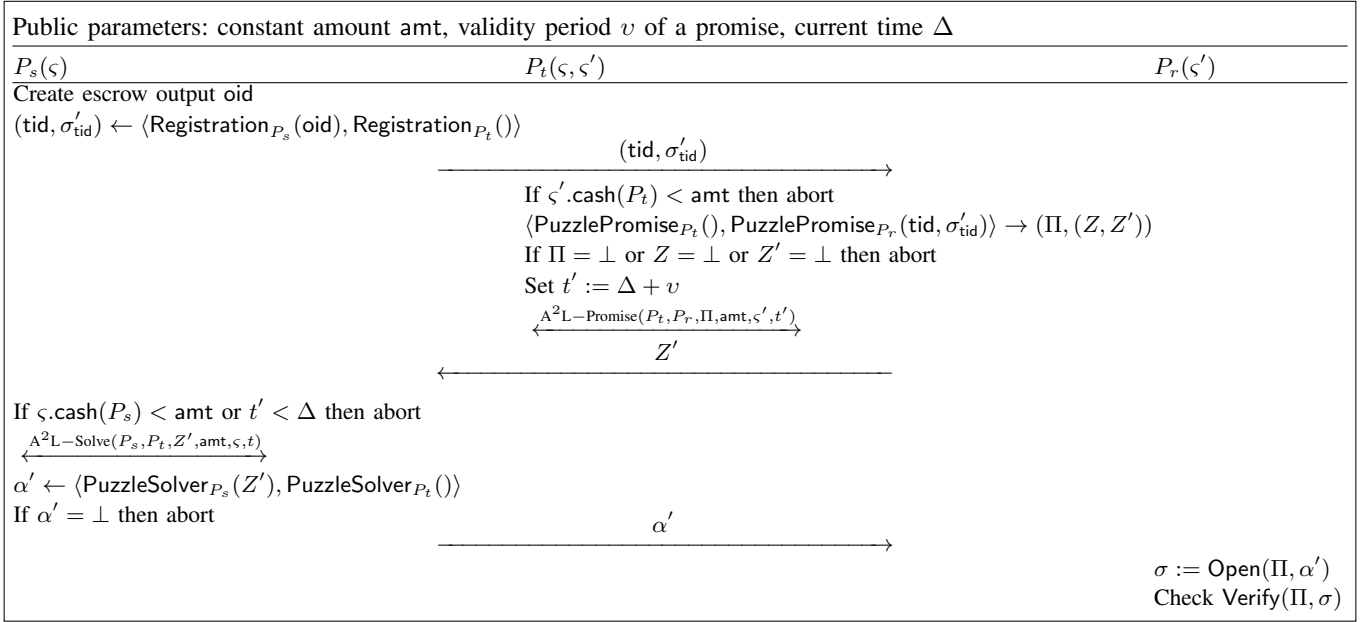 Public parameters: constant amount amt, validity period υ of a promise, current time Δ
P_s(ς) P_t(ς, ς′) P_r(ς′)
Create escrow output oid
(tid, σ′_tid) ← ⟨Registration_{P_s}(oid), Registration_{P_t}()⟩
(tid, σ′_tid)
If ς′.cash(P_t) < amt then abort
⟨PuzzlePromise_{P_t}(), PuzzlePromise_{P_r}(tid, σ′_tid)⟩ → (Π, (Z, Z′))
If Π = ⊥ or Z = ⊥ or Z′ = ⊥ then abort
Set t′ := Δ + υ
A²L−Promise(P_t,P_r,Π,amt,ς′,t′)
Z′
If ς.cash(P_s) < amt or t′ < Δ then abort
A²L−Solve(P_s,P_t,Z′,amt,ς,t)
α′ ← ⟨PuzzleSolver_{P_s}(Z′), PuzzleSolver_{P_t}()⟩
If α′ = ⊥ then abort
α′
σ := Open(Π, α′)
Check Verify(Π, σ)